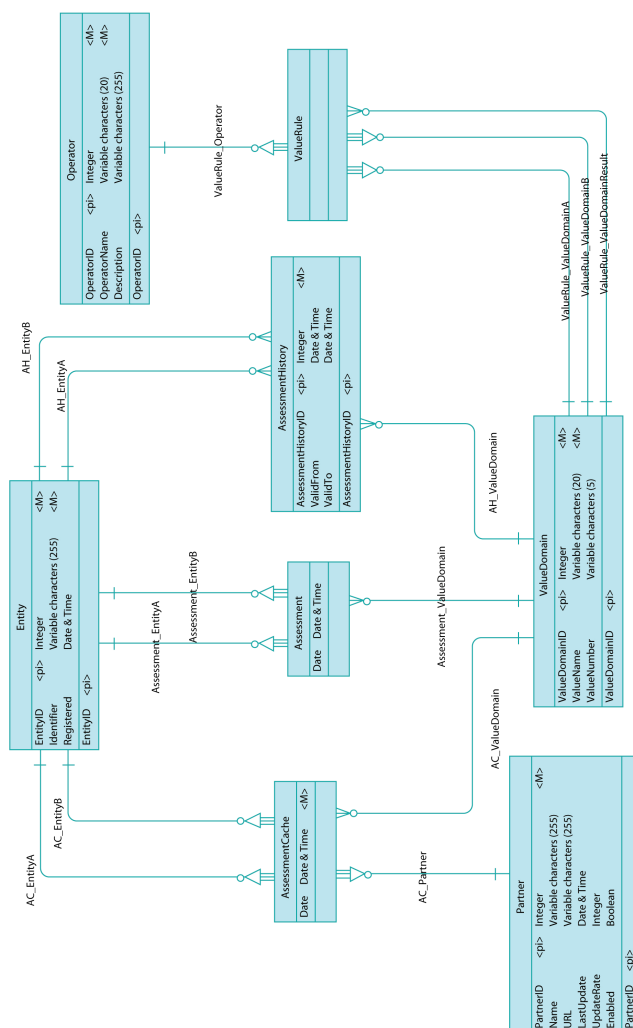 Operator
OperatorID <pi> Integer <M>
OperatorName Variable characters (20) <M>
Description Variable characters (255)
OperatorID <pi>
ValueRule_Operator
ValueRule
AH_EntityB
AH_EntityA
AssessmentHistory
AssessmentHistoryID <pi> Integer <M>
ValidFrom Date & Time
ValidTo Date & Time
AssessmentHistoryID <pi>
ValueRule_ValueDomainA
ValueRule_ValueDomainB
ValueRule_ValueDomainResult
Entity
EntityID <pi> Integer <M>
Identifier Variable characters (255) <M>
Registered Date & Time
EntityID <pi>
Assessment_EntityA
Assessment_EntityB
Assessment
Date Date & Time
AH_ValueDomain
Assessment_ValueDomain
AC_ValueDomain
ValueDomain
ValueDomainID <pi> Integer <M>
ValueName Variable characters (20) <M>
ValueNumber Variable characters (5)
ValueDomainID <pi>
AC_EntityA
AC_EntityB
AssessmentCache
Date Date & Time <M>
AC_Partner
Partner
PartnerID <pi> Integer <M>
Name Variable characters (255)
URL Variable characters (255)
LastUpdate Date & Time
UpdateRate Integer
Enabled Boolean
PartnerID <pi>